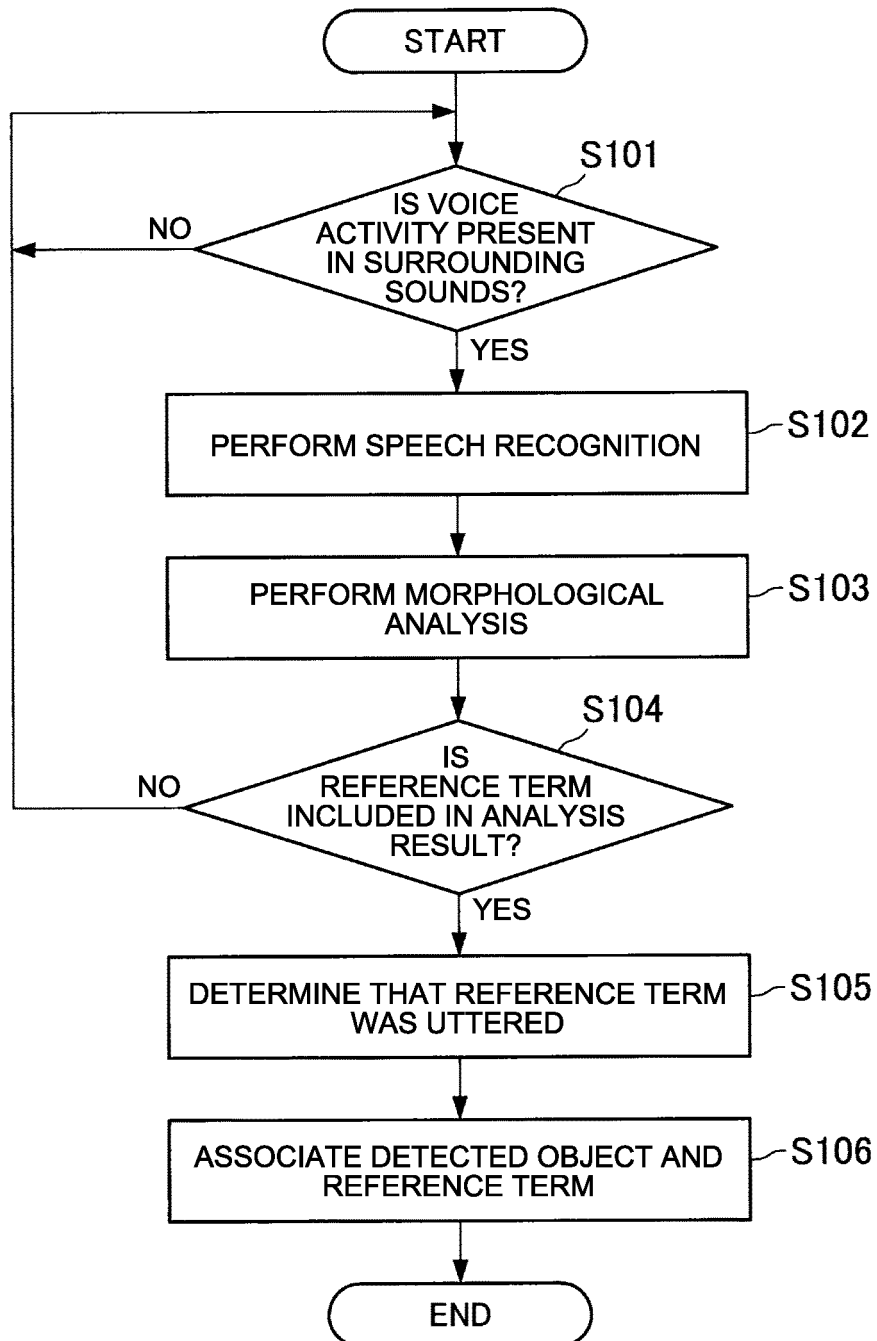 START
S101
IS VOICE
ACTIVITY PRESENT
IN SURROUNDING
SOUNDS?
NO
YES
PERFORM SPEECH RECOGNITION
S102
PERFORM MORPHOLOGICAL
ANALYSIS
S103
S104
IS
REFERENCE TERM
INCLUDED IN ANALYSIS
RESULT?
NO
YES
DETERMINE THAT REFERENCE TERM
WAS UTTERED
S105
ASSOCIATE DETECTED OBJECT AND
REFERENCE TERM
S106
END